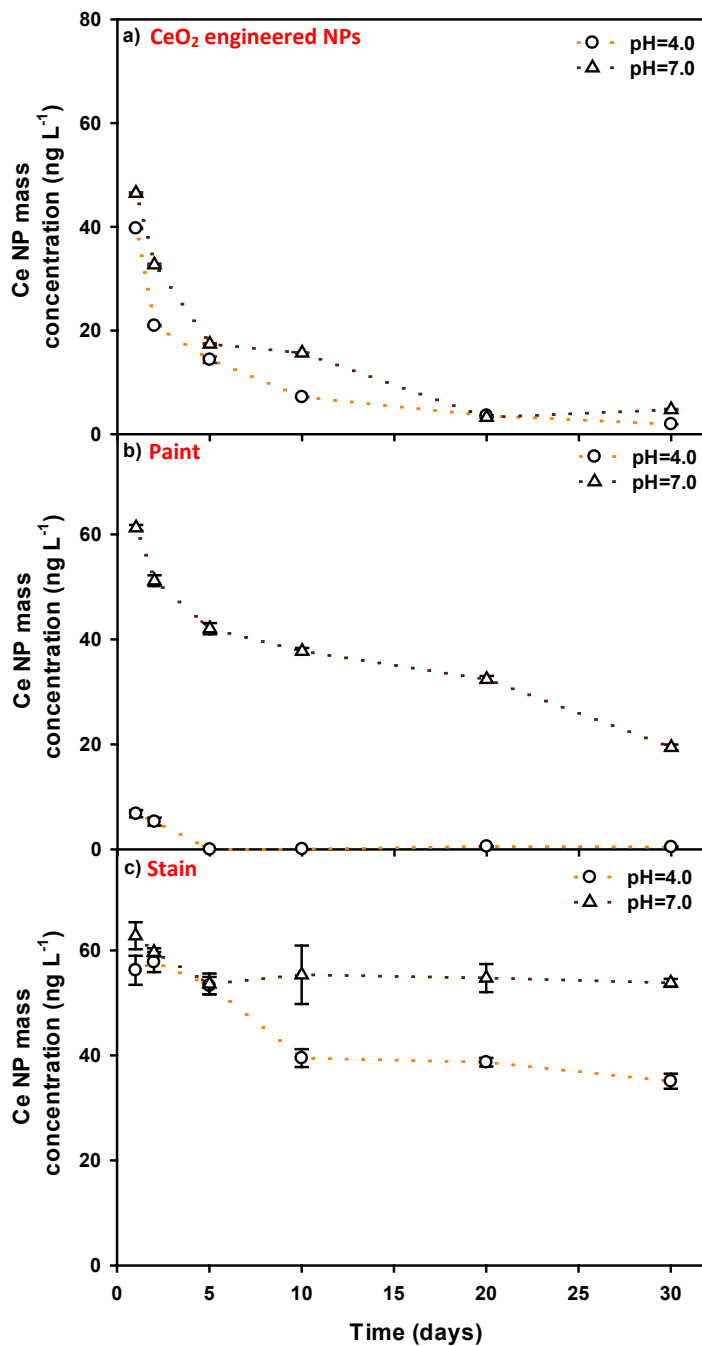 80
a) CeO₂ engineered NPs
pH=4.0
pH=7.0
60
40
20
0
Ce NP mass
concentration (ng L⁻¹)
b) Paint
pH=4.0
pH=7.0
60
40
20
0
Ce NP mass
concentration (ng L⁻¹)
c) Stain
pH=4.0
pH=7.0
60
40
20
0
Ce NP mass
concentration (ng L⁻¹)
0 5 10 15 20 25 30
Time (days)